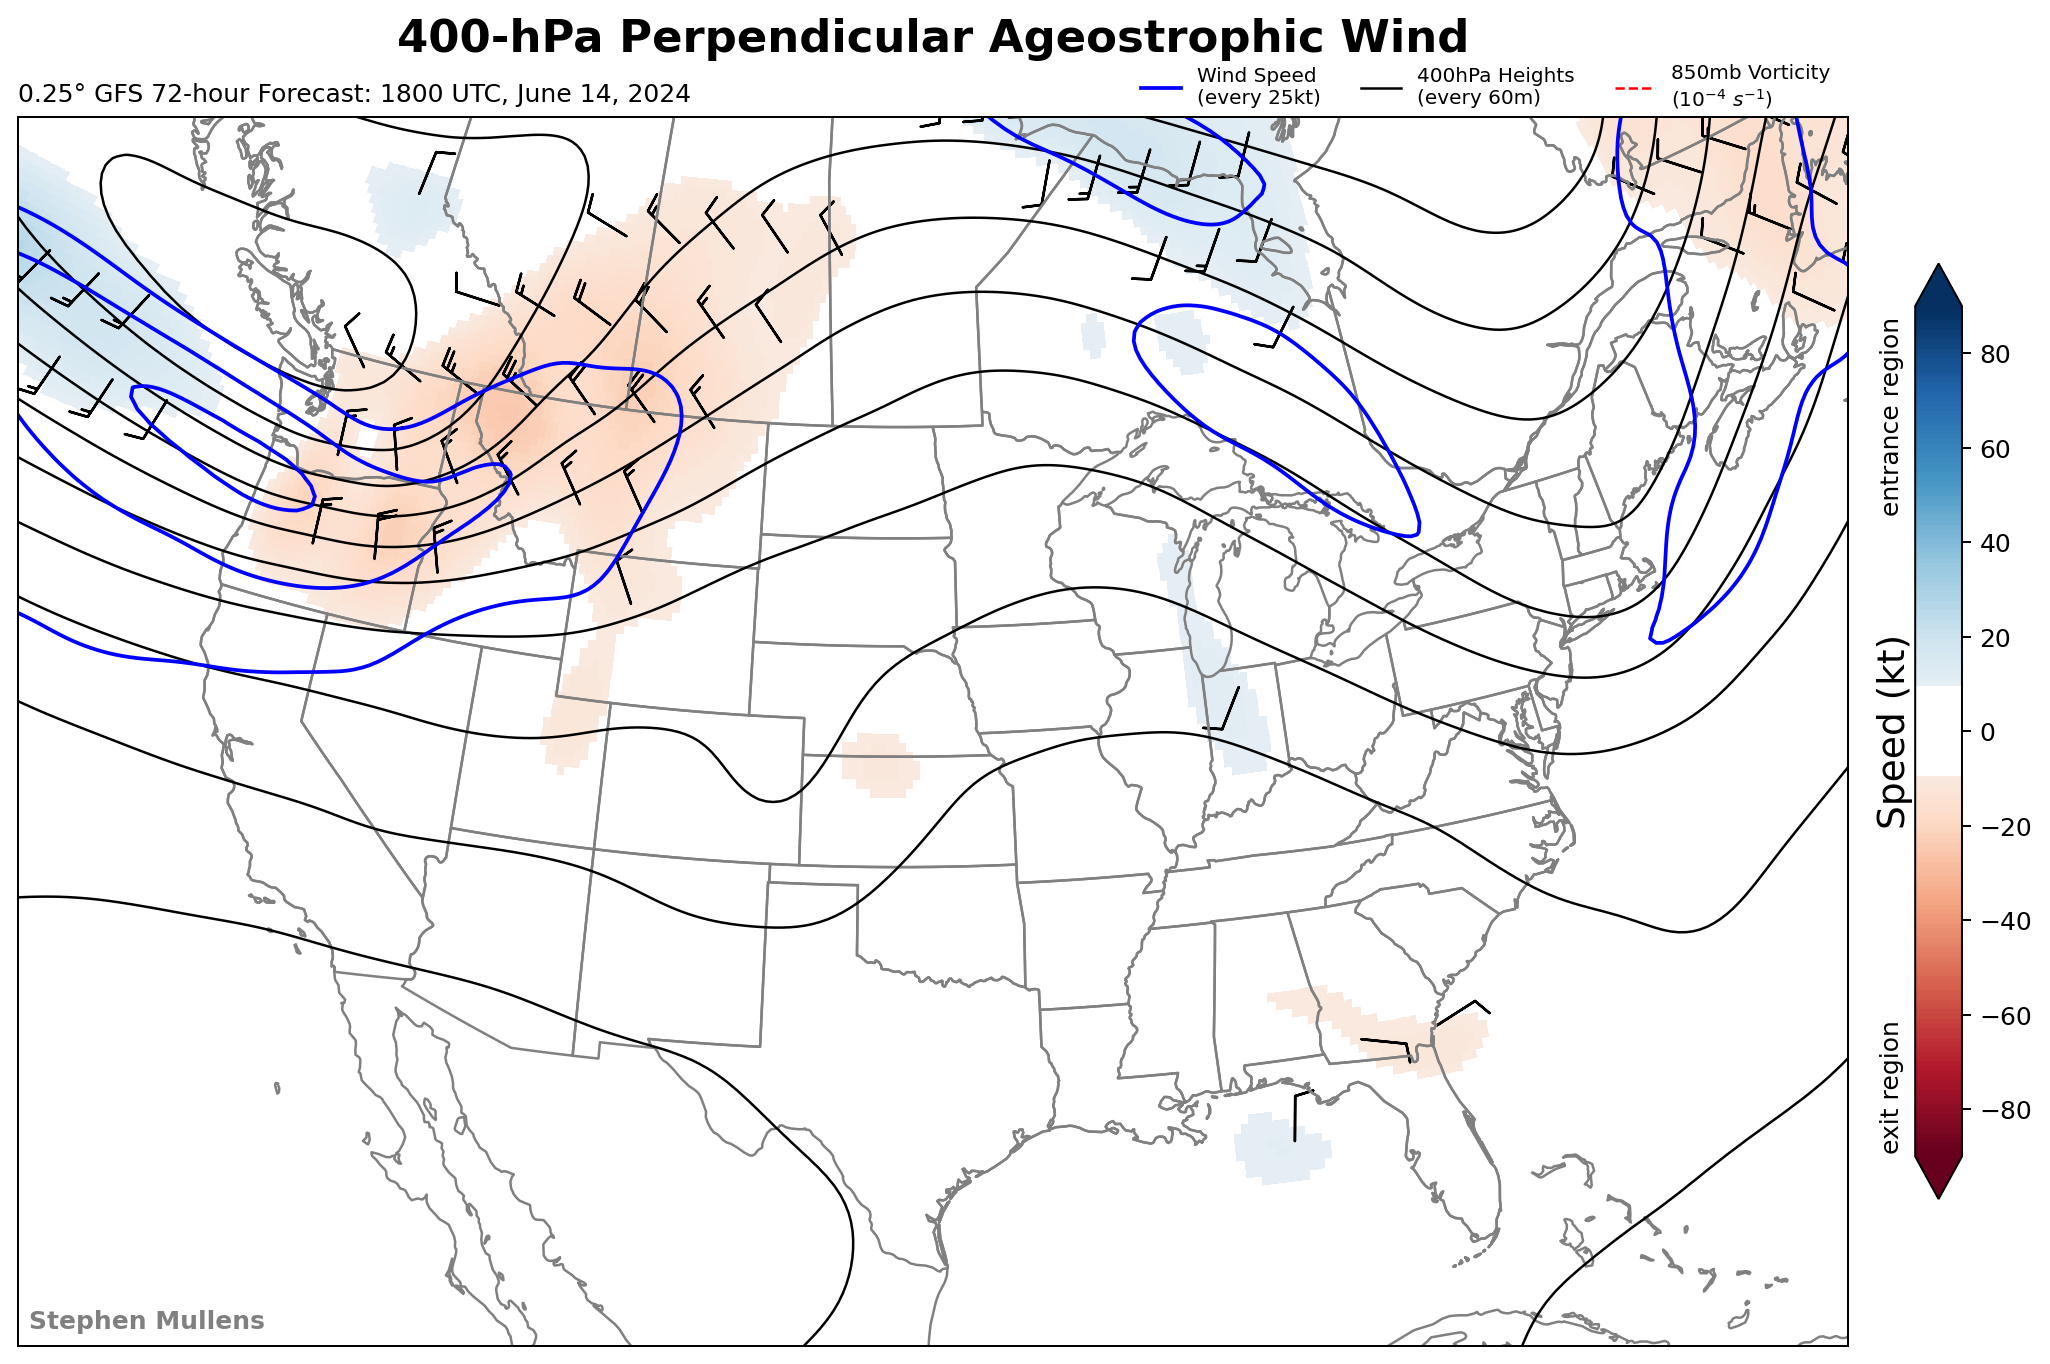 400-hPa Perpendicular Ageostrophic Wind
0.25° GFS 72-hour Forecast: 1800 UTC, June 14, 2024
Wind Speed
(every 25kt)
400hPa Heights
(every 60m)
850mb Vorticity
(10⁻⁴ s⁻¹)
entrance region
Speed (kt)
exit region
80
60
40
20
0
−20
−40
−60
−80
Stephen Mullens